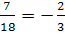 7/18 = −2/3